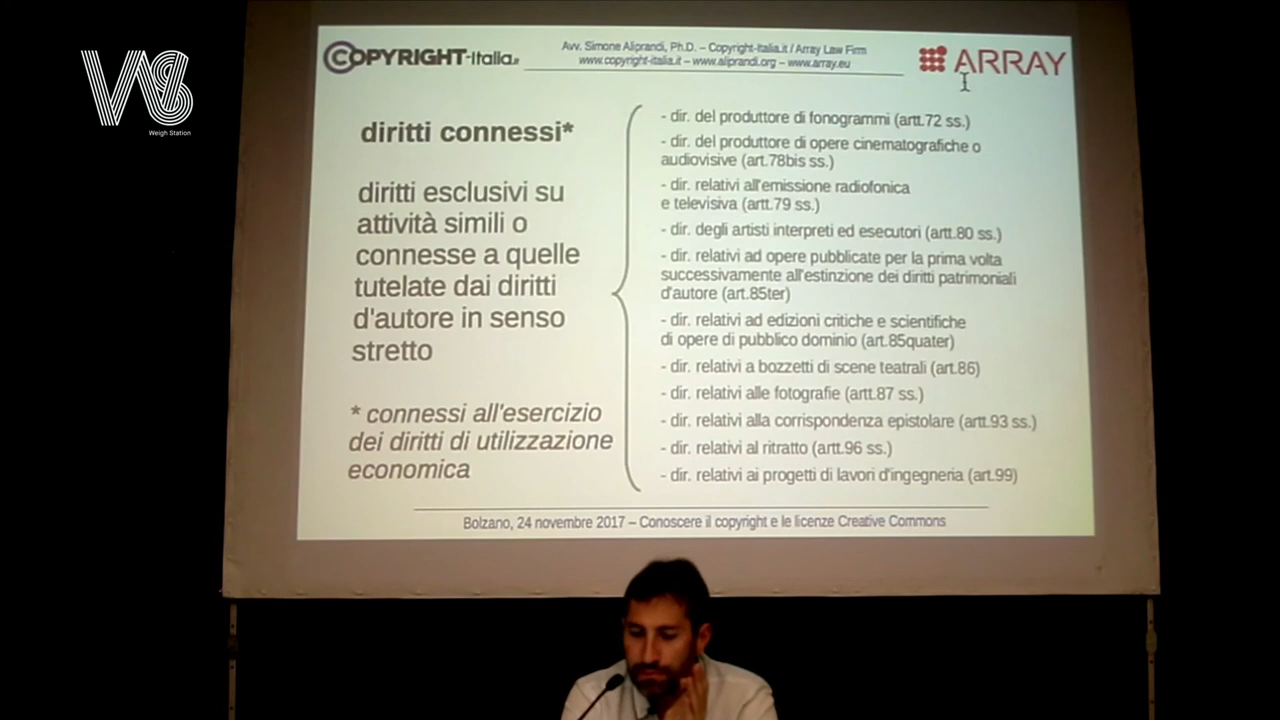 WS
Weigh Station
COPYRIGHT-Italia.it
Avv. Simone Aliprandi, Ph.D. – Copyright-Italia.it / Array Law Firm
www.copyright-italia.it – www.aliprandi.org – www.array.eu
ARRAY
diritti connessi*
diritti esclusivi su
attività simili o
connesse a quelle
tutelate dai diritti
d'autore in senso
stretto
* connessi all'esercizio
dei diritti di utilizzazione
economica
- dir. del produttore di fonogrammi (artt.72 ss.)
- dir. del produttore di opere cinematografiche o
audiovisive (art.78bis ss.)
- dir. relativi all'emissione radiofonica
e televisiva (artt.79 ss.)
- dir. degli artisti interpreti ed esecutori (artt.80 ss.)
- dir. relativi ad opere pubblicate per la prima volta
successivamente all'estinzione dei diritti patrimoniali
d'autore (art.85ter)
- dir. relativi ad edizioni critiche e scientifiche
di opere di pubblico dominio (art.85quater)
- dir. relativi a bozzetti di scene teatrali (art.86)
- dir. relativi alle fotografie (artt.87 ss.)
- dir. relativi alla corrispondenza epistolare (artt.93 ss.)
- dir. relativi al ritratto (artt.96 ss.)
- dir. relativi ai progetti di lavori d'ingegneria (art.99)
Bolzano, 24 novembre 2017 – Conoscere il copyright e le licenze Creative Commons